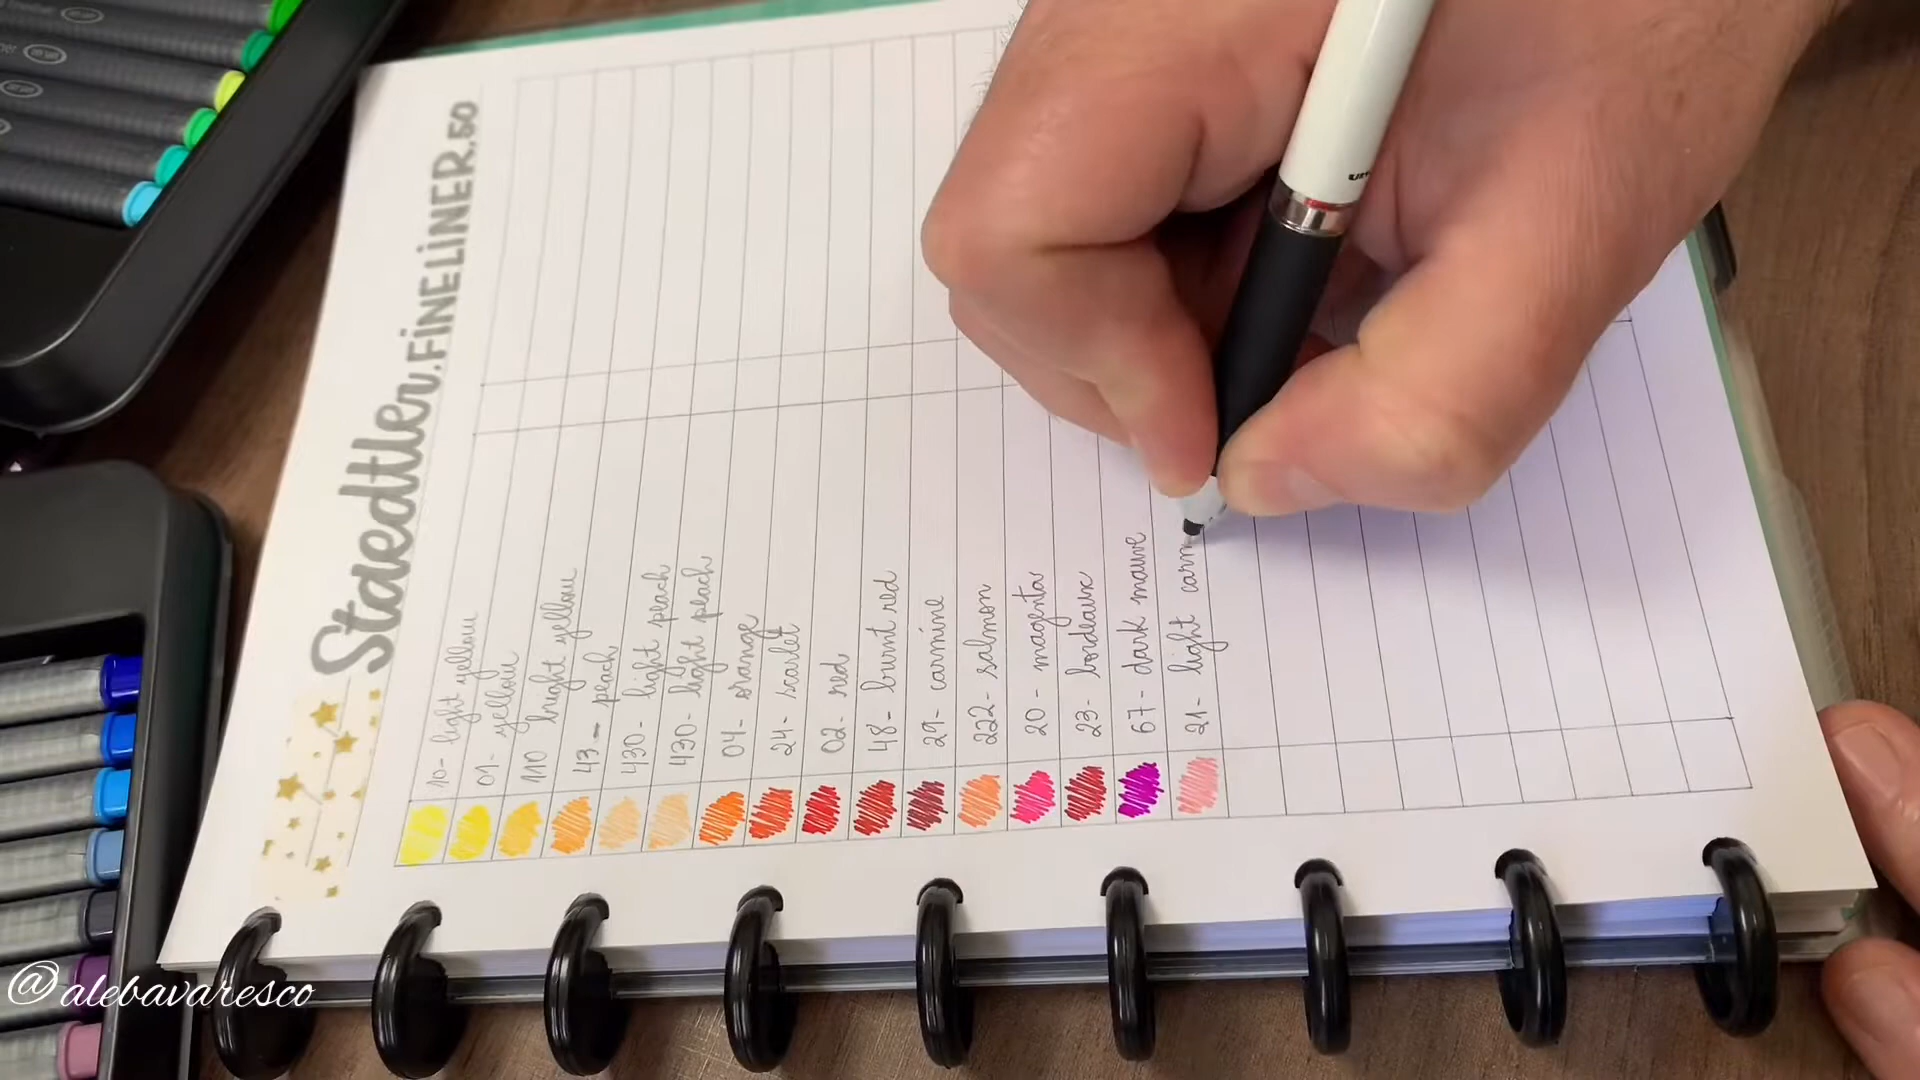 Staedtler.FINELINER.50
10- light yellow
01- yellow
110 bright yellow
43- peach
430- light peach
430- light peach
04- orange
24- scarlet
02- red
48- burnt red
29- carmine
222- salmon
20- magenta
23- bordeaux
67- dark mauve
21- light carm
@alebavaresco